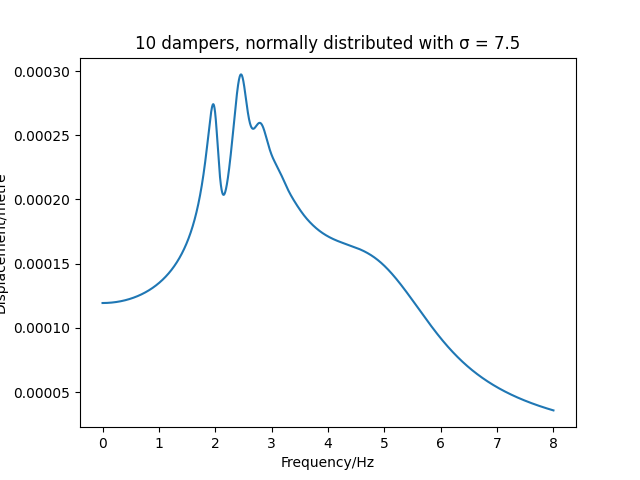 10 dampers, normally distributed with σ = 7.5
0.00030
0.00025
0.00020
0.00015
0.00010
0.00005
Displacement/metre
0 1 2 3 4 5 6 7 8
Frequency/Hz